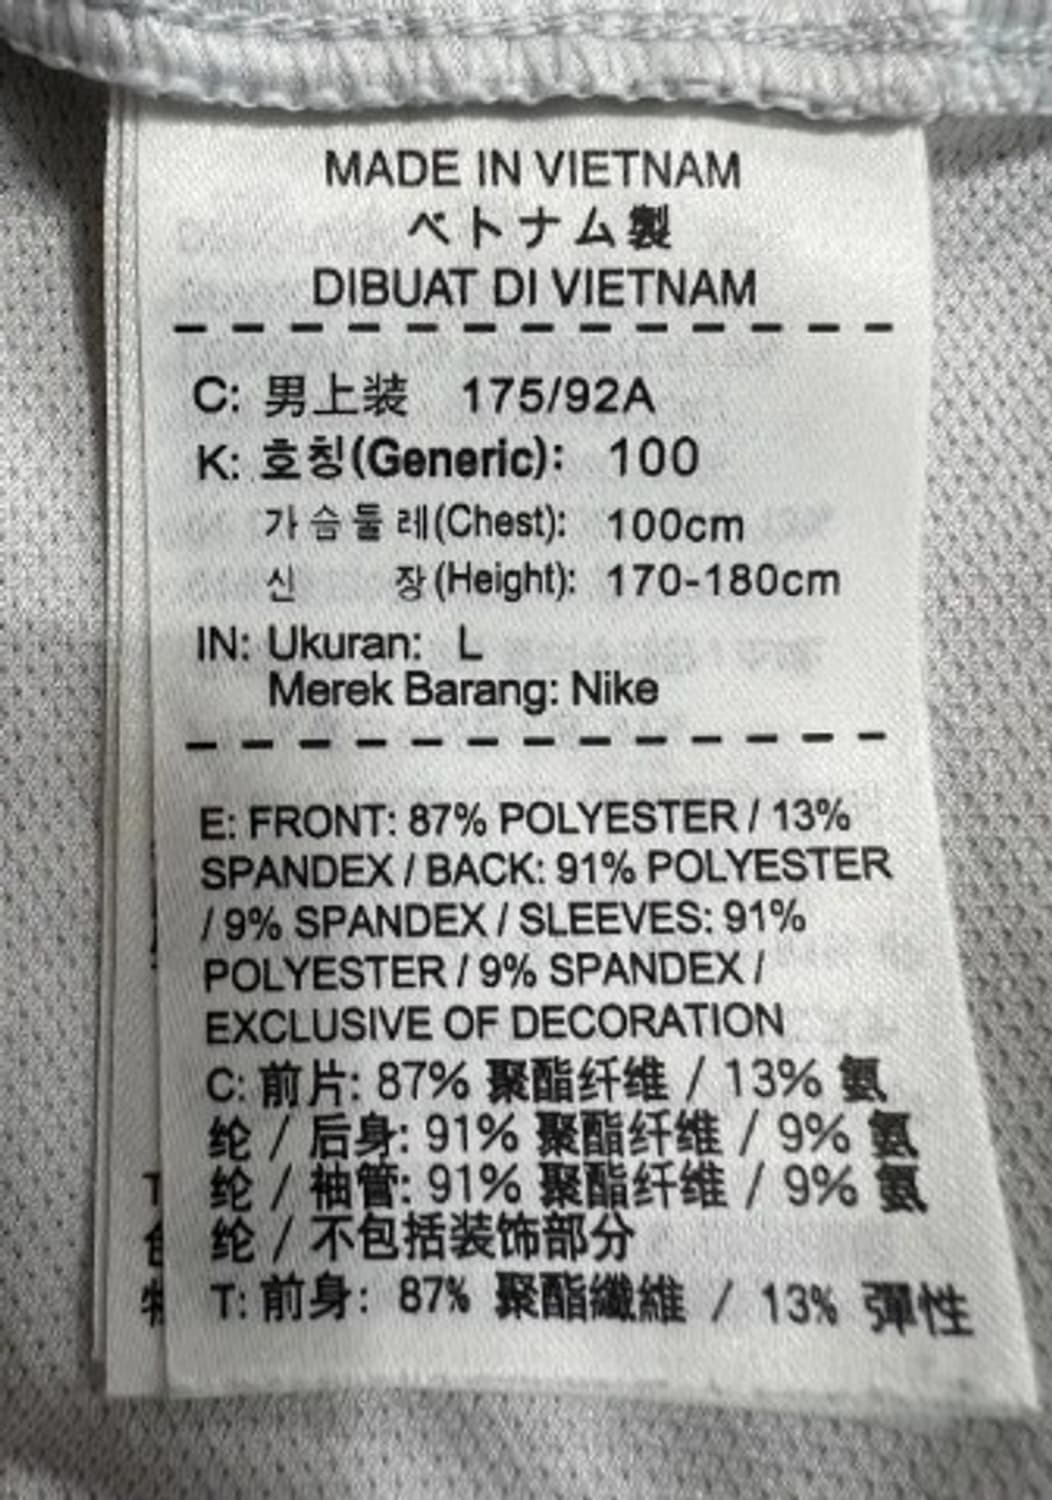 MADE IN VIETNAM
ベトナム製
DIBUAT DI VIETNAM
C: 男上装 175/92A
K: 호칭(Generic): 100
가슴둘레(Chest): 100cm
신 장(Height): 170-180cm
IN: Ukuran: L
Merek Barang: Nike
E: FRONT: 87% POLYESTER / 13%
SPANDEX / BACK: 91% POLYESTER
/ 9% SPANDEX / SLEEVES: 91%
POLYESTER / 9% SPANDEX /
EXCLUSIVE OF DECORATION
C: 前片: 87% 聚酯纤维 / 13% 氨
纶 / 后身: 91% 聚酯纤维 / 9% 氨
纶 / 袖管: 91% 聚酯纤维 / 9% 氨
纶 / 不包括装饰部分
T: 前身: 87% 聚酯纖維 / 13% 彈性